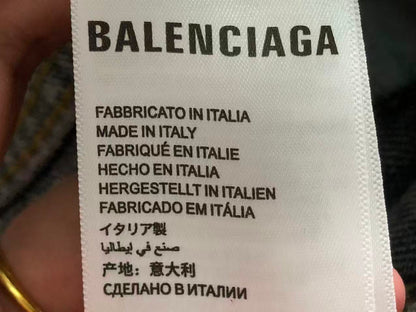 BALENCIAGA
FABBRICATO IN ITALIA
MADE IN ITALY
FABRIQUÉ EN ITALIE
HECHO EN ITALIA
HERGESTELLT IN ITALIEN
FABRICADO EM ITÁLIA
イタリア製
صنع في إيطاليا
产地：意大利
СДЕЛАНО В ИТАЛИИ